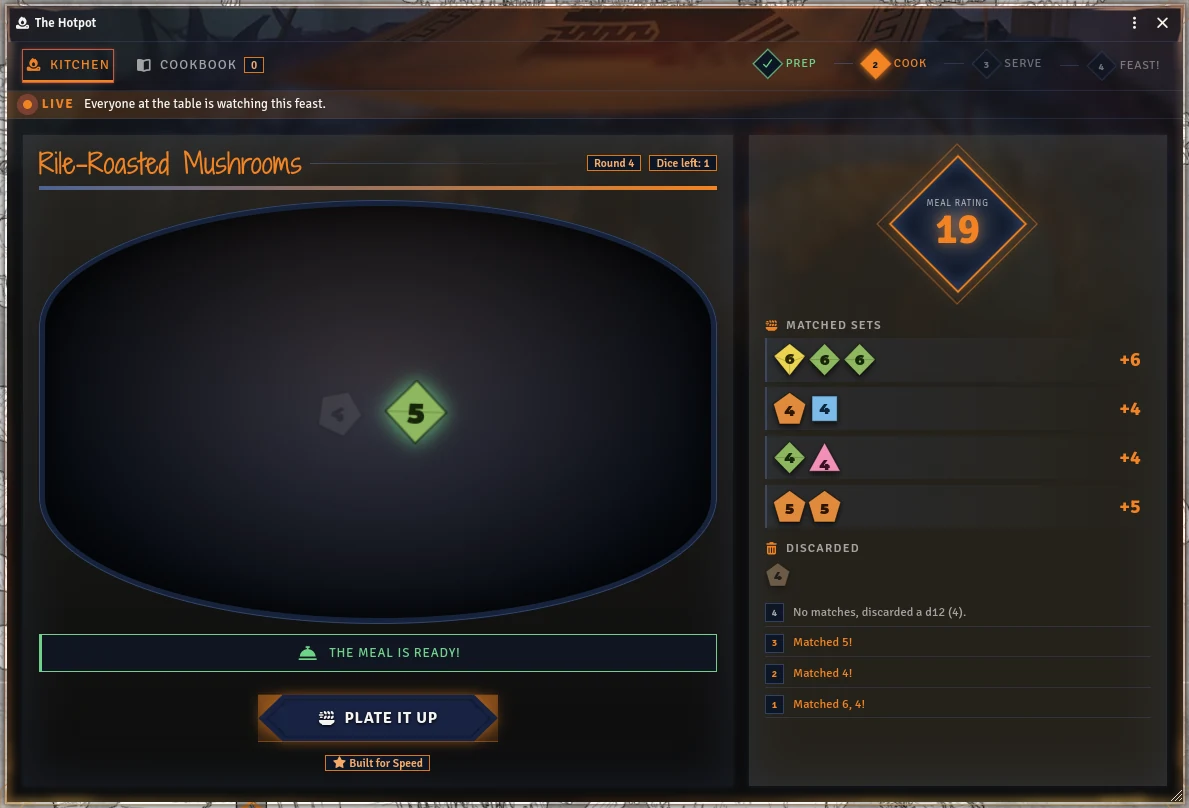 The Hotpot
KITCHEN
COOKBOOK 0
PREP
2 COOK
3 SERVE
4 FEAST!
LIVE Everyone at the table is watching this feast.
Rile-Roasted Mushrooms
Round 4
Dice left: 1
4 5
THE MEAL IS READY!
PLATE IT UP
Built for Speed
MEAL RATING
19
MATCHED SETS
6 6 6 +6
4 4 +4
4 4 +4
5 5 +5
DISCARDED
4
4 No matches, discarded a d12 (4).
3 Matched 5!
2 Matched 4!
1 Matched 6, 4!